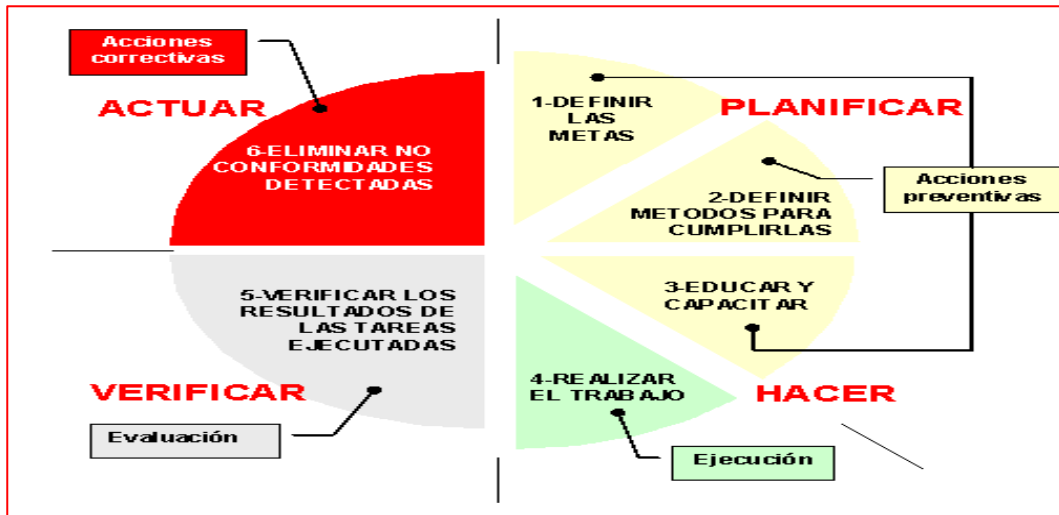 Acciones
correctivas
ACTUAR
6-ELIMINAR NO
CONFORMIDADES
DETECTADAS
1-DEFINIR
LAS
METAS
PLANIFICAR
2-DEFINIR
METODOS PARA
CUMPLIRLAS
Acciones
preventivas
3-EDUCAR Y
CAPACITAR
HACER
4-REALIZAR
EL TRABAJO
Ejecución
5-VERIFICAR LOS
RESULTADOS DE
LAS TAREAS
EJECUTADAS
VERIFICAR
Evaluación